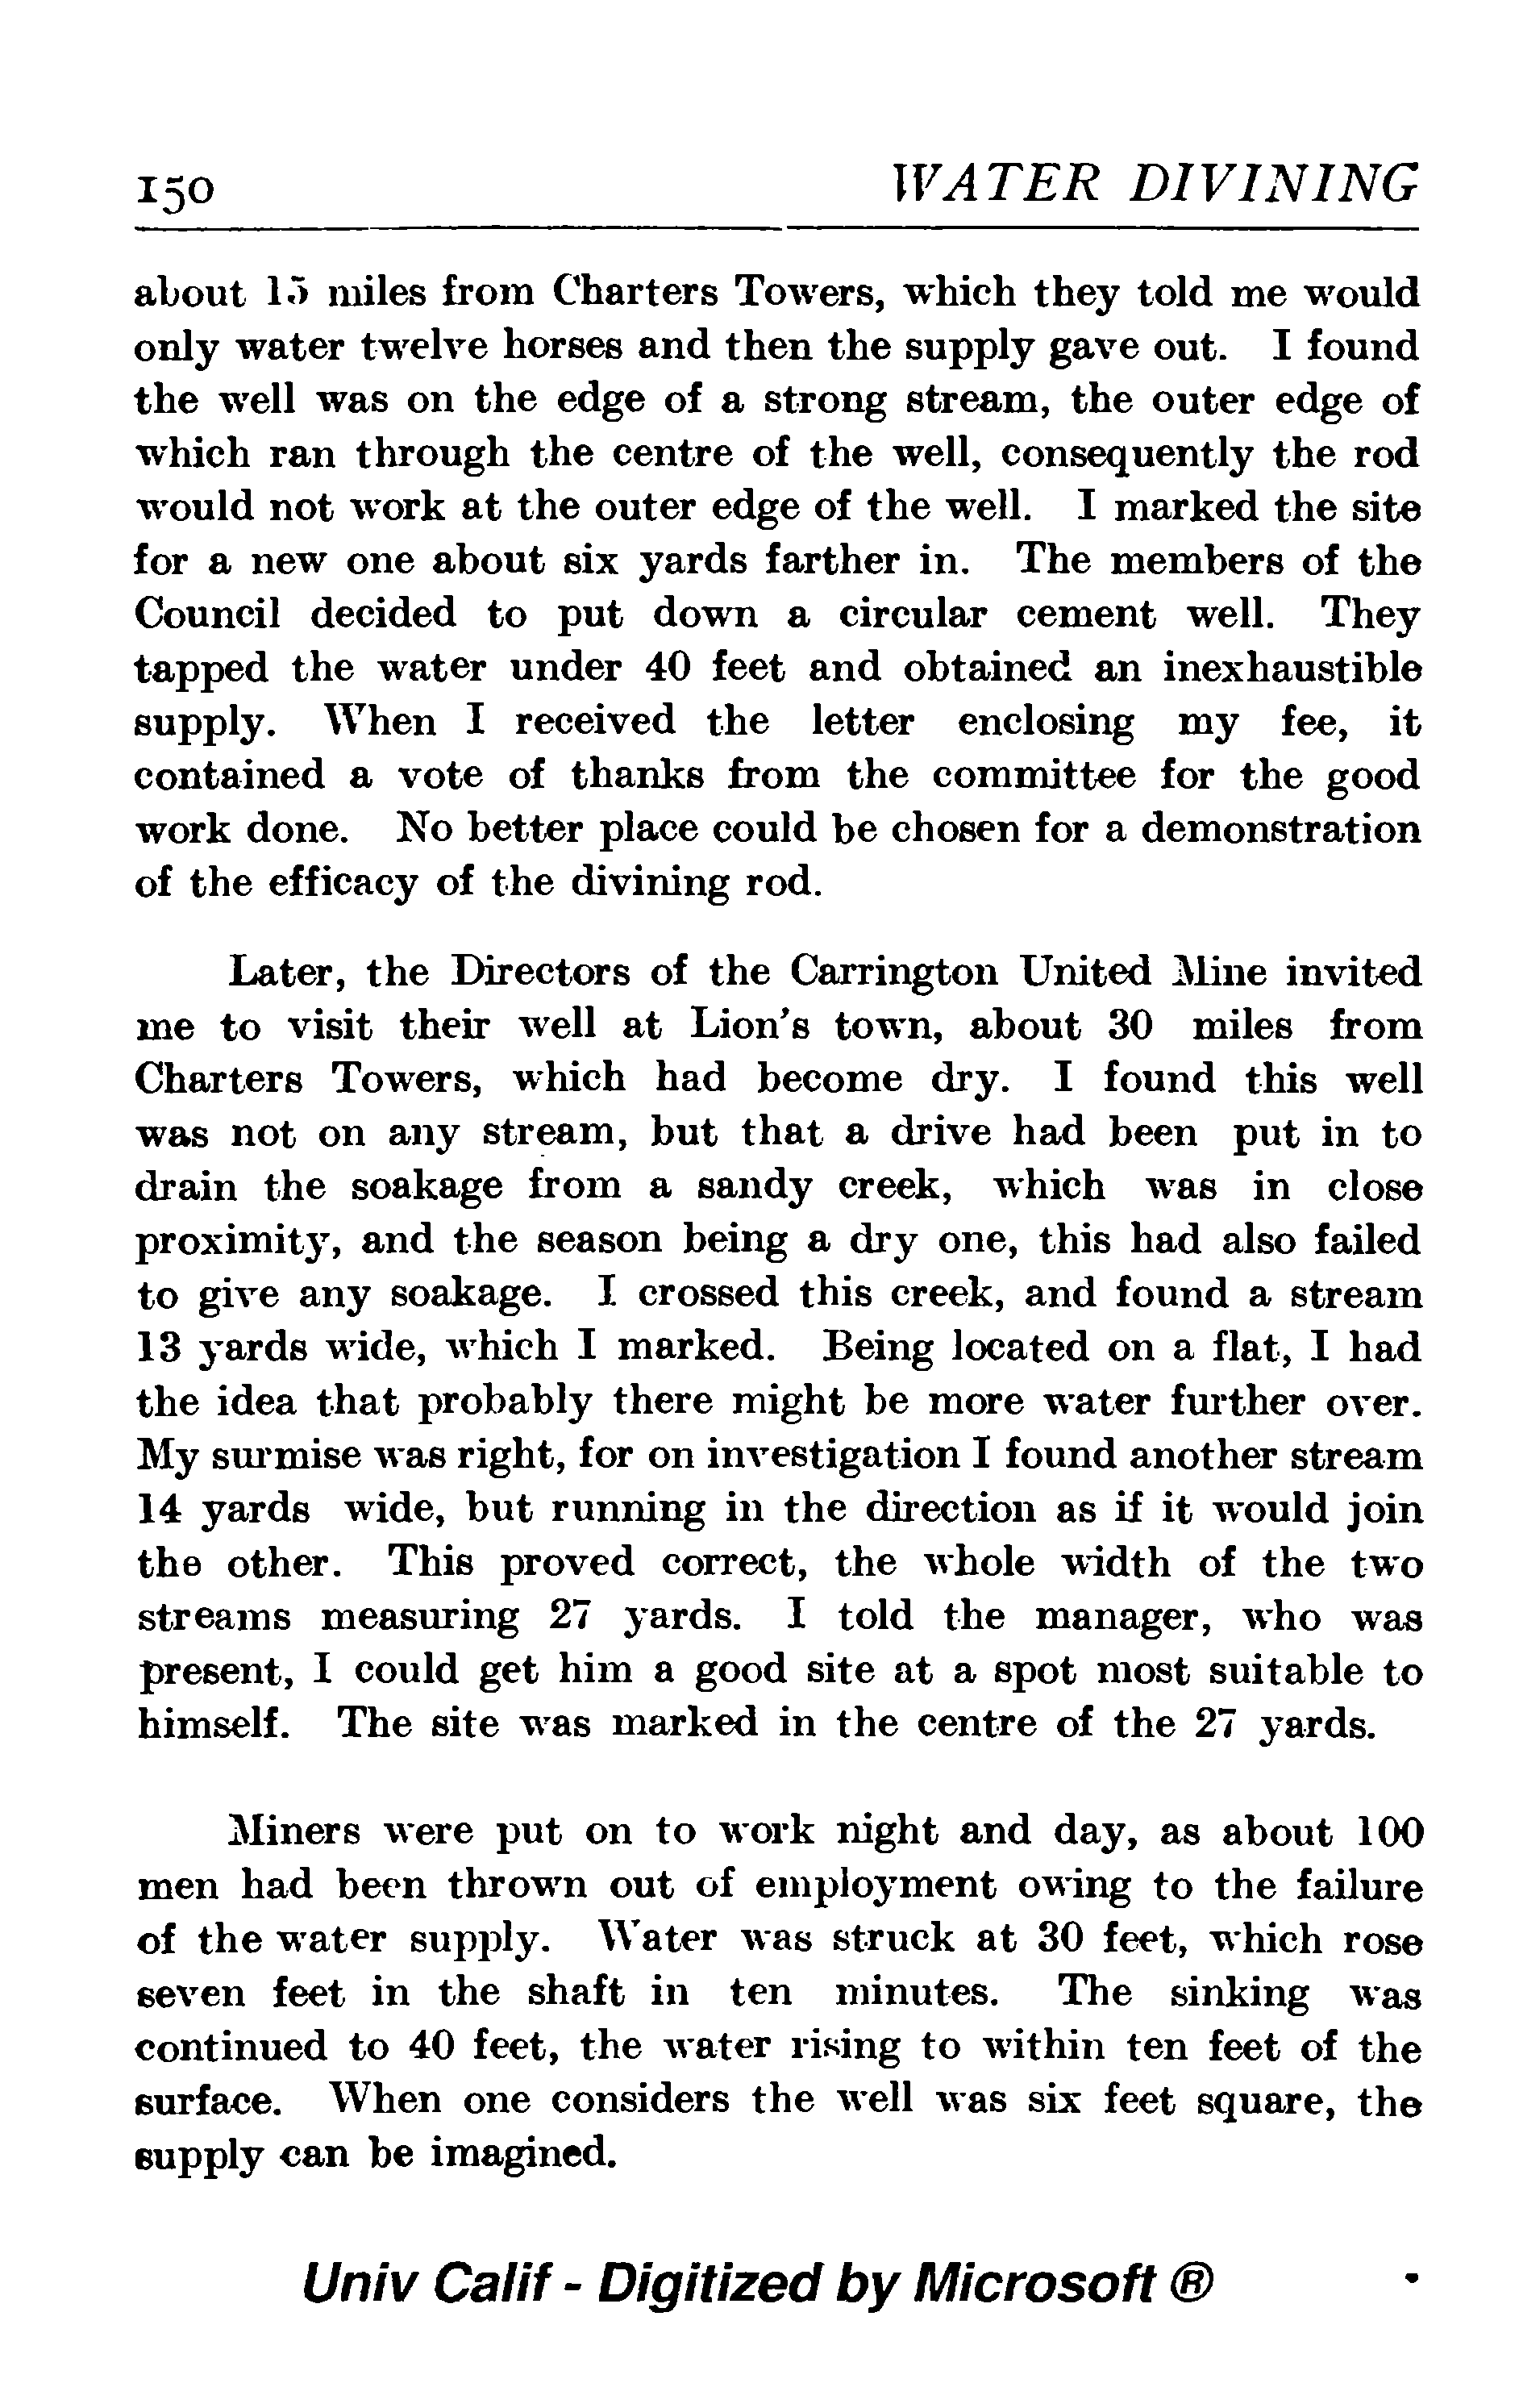 150 WATER DIVINING
about 15 miles from Charters Towers, which they told me would
only water twelve horses and then the supply gave out. I found
the well was on the edge of a strong stream, the outer edge of
which ran through the centre of the well, consequently the rod
would not work at the outer edge of the well. I marked the site
for a new one about six yards farther in. The members of the
Council decided to put down a circular cement well. They
tapped the water under 40 feet and obtained an inexhaustible
supply. When I received the letter enclosing my fee, it
contained a vote of thanks from the committee for the good
work done. No better place could be chosen for a demonstration
of the efficacy of the divining rod.
Later, the Directors of the Carrington United Mine invited
me to visit their well at Lion's town, about 30 miles from
Charters Towers, which had become dry. I found this well
was not on any stream, but that a drive had been put in to
drain the soakage from a sandy creek, which was in close
proximity, and the season being a dry one, this had also failed
to give any soakage. I crossed this creek, and found a stream
13 yards wide, which I marked. Being located on a flat, I had
the idea that probably there might be more water further over.
My surmise was right, for on investigation I found another stream
14 yards wide, but running in the direction as if it would join
the other. This proved correct, the whole width of the two
streams measuring 27 yards. I told the manager, who was
present, I could get him a good site at a spot most suitable to
himself. The site was marked in the centre of the 27 yards.
Miners were put on to work night and day, as about 100
men had been thrown out of employment owing to the failure
of the water supply. Water was struck at 30 feet, which rose
seven feet in the shaft in ten minutes. The sinking was
continued to 40 feet, the water rising to within ten feet of the
surface. When one considers the well was six feet square, the
supply can be imagined.
Univ Calif - Digitized by Microsoft ®